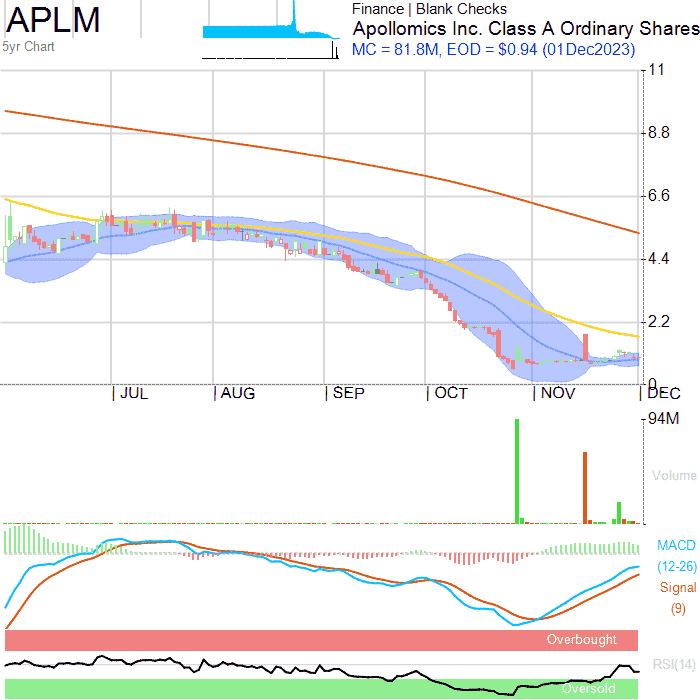 APLM
5yr Chart
Finance | Blank Checks
Apollomics Inc. Class A Ordinary Shares
MC = 81.8M, EOD = $0.94 (01Dec2023)
11
8.8
6.6
4.4
2.2
0
JUL
AUG
SEP
OCT
NOV
DEC
94M
Volume
MACD
(12-26)
Signal
(9)
Overbought
RSI(14)
Oversold